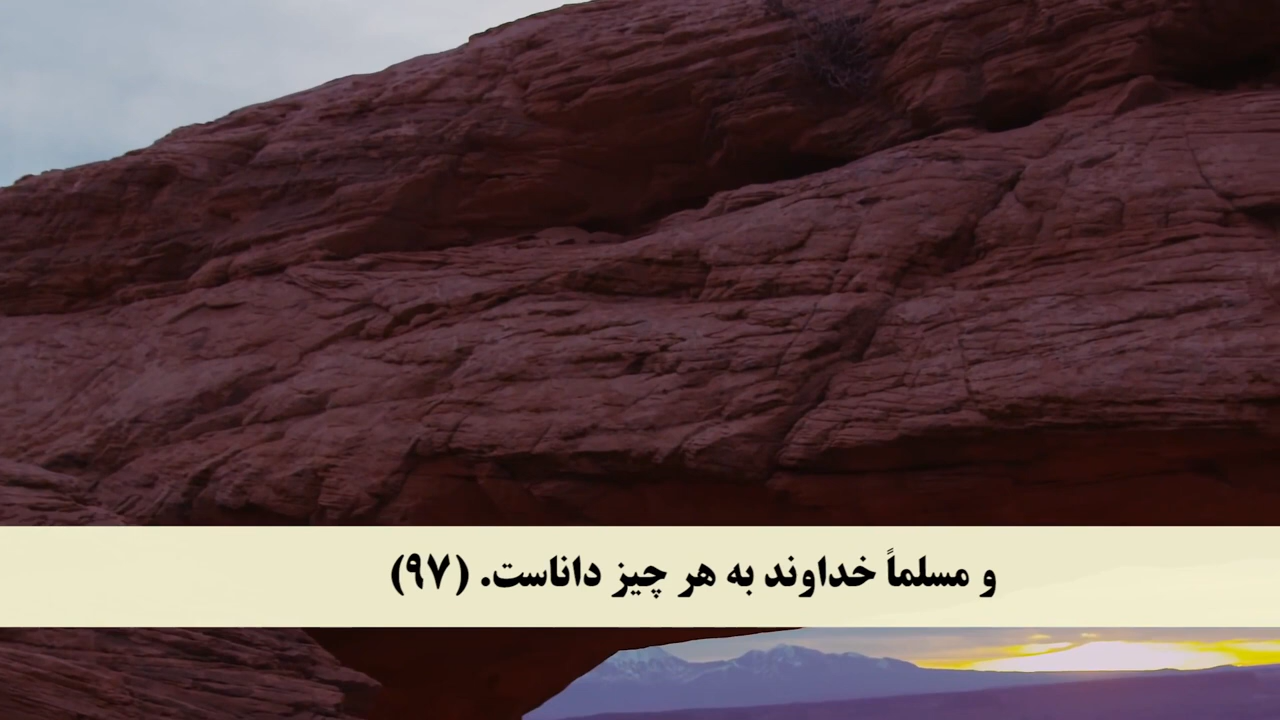 و مسلماً خداوند به هر چیز داناست. (۹۷)